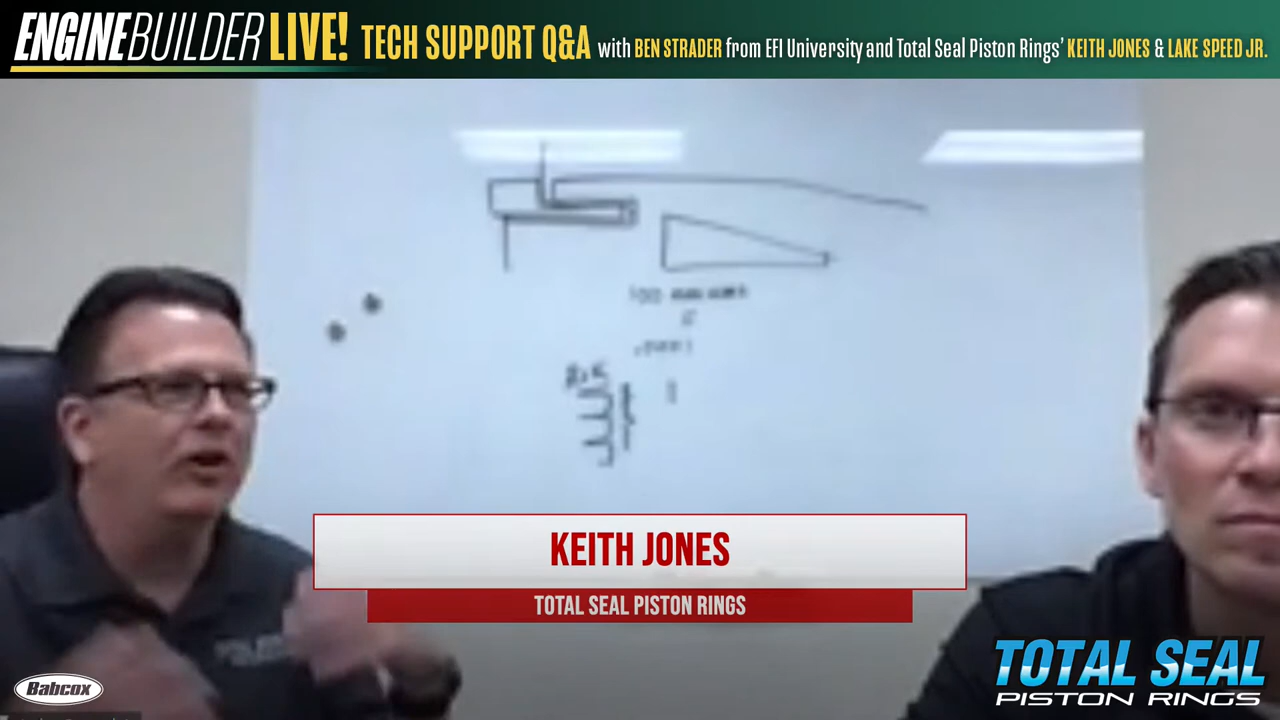 ENGINEBUILDER LIVE! TECH SUPPORT Q&A with BEN STRADER from EFI University and Total Seal Piston Rings' KEITH JONES & LAKE SPEED JR.
KEITH JONES
TOTAL SEAL PISTON RINGS
TOTAL SEAL
PISTON RINGS
Babcox